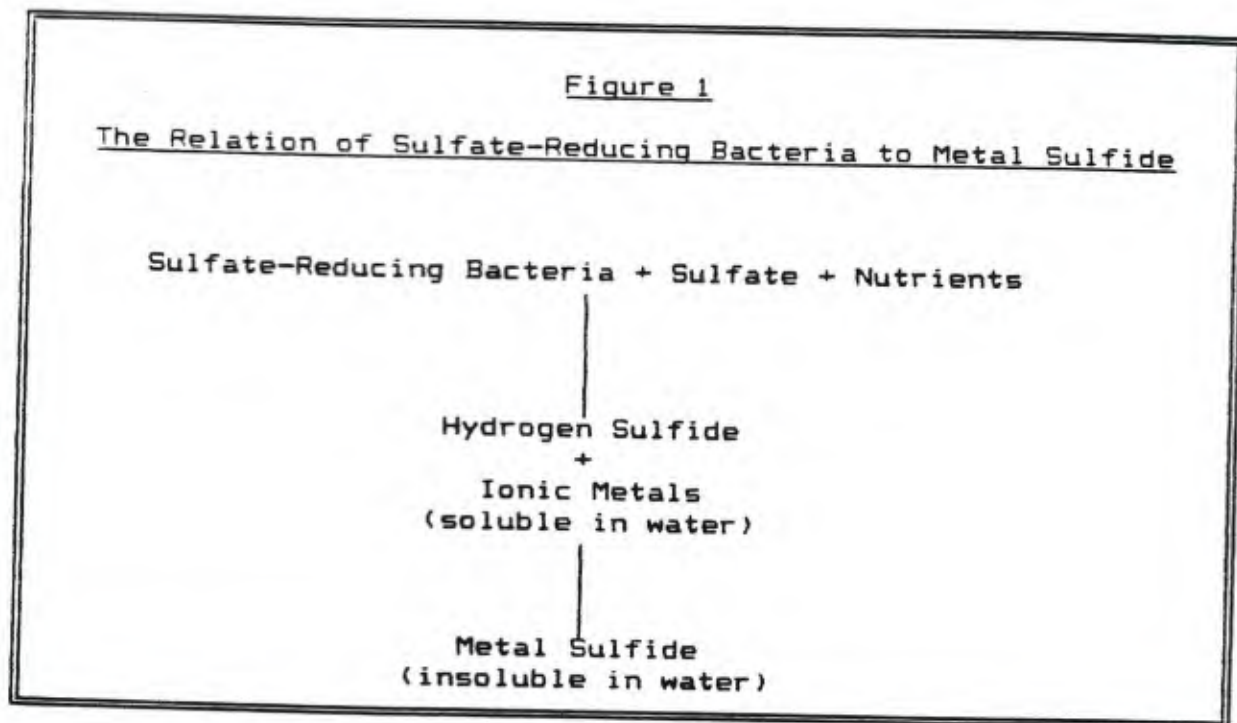 Figure 1
The Relation of Sulfate-Reducing Bacteria to Metal Sulfide
Sulfate-Reducing Bacteria + Sulfate + Nutrients
Hydrogen Sulfide
+
Ionic Metals
(soluble in water)
Metal Sulfide
(insoluble in water)